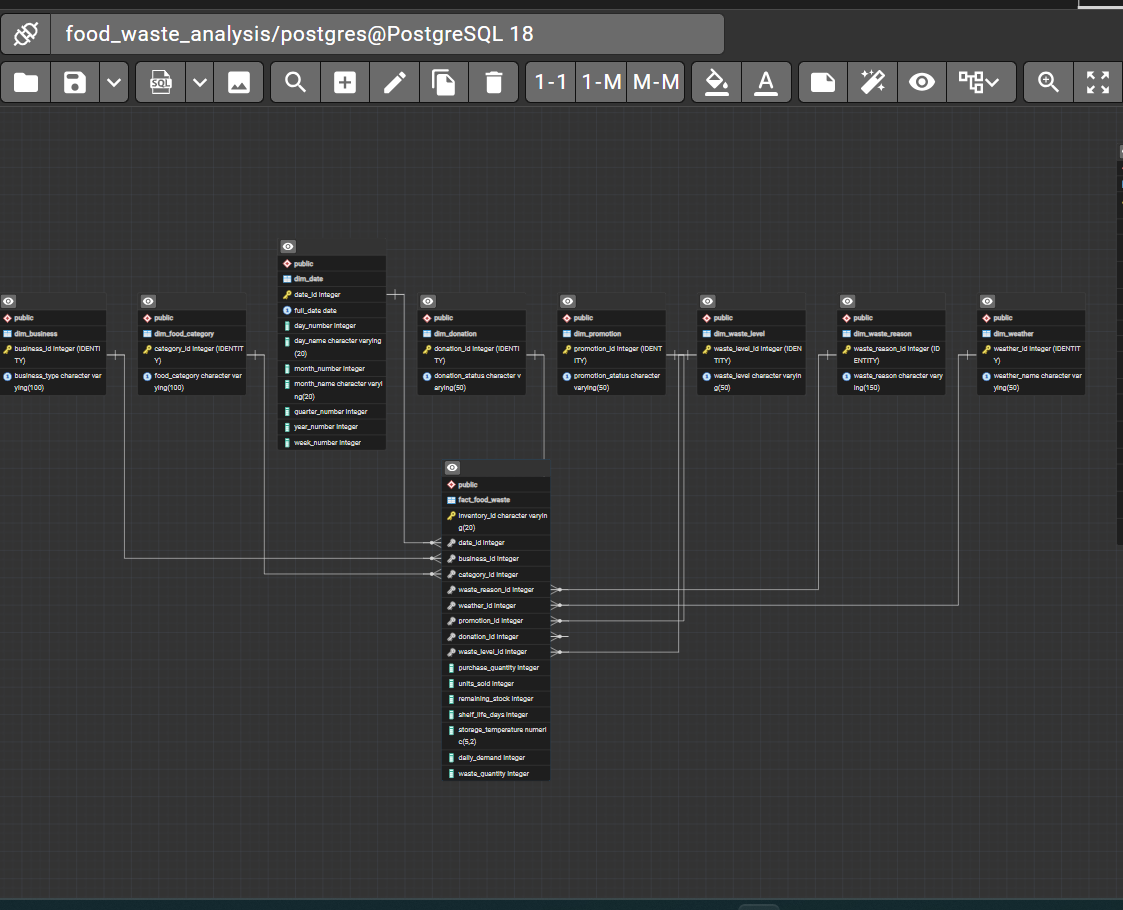 food_waste_analysis/postgres@PostgreSQL 18
SQL
1-1
1-M
M-M
A
public
dim_business
business_id integer (IDENTI
TY)
business_type character var
ying(100)
public
dim_food_category
category_id integer (IDENTIT
Y)
food_category character var
ying(100)
public
dim_date
date_id integer
full_date date
day_number integer
day_name character varying
(20)
month_number integer
month_name character varyi
ng(20)
quarter_number integer
year_number integer
week_number integer
public
dim_donation
donation_id integer (IDENTI
TY)
donation_status character v
arying(50)
public
dim_promotion
promotion_id integer (IDENT
ITY)
promotion_status character
varying(50)
public
dim_waste_level
waste_level_id integer (IDEN
TITY)
waste_level character varyin
g(50)
public
dim_waste_reason
waste_reason_id integer (ID
ENTITY)
waste_reason character vary
ing(150)
public
dim_weather
weather_id integer (IDENTIT
Y)
weather_name character var
ying(50)
public
fact_food_waste
inventory_id character varyin
g(20)
date_id integer
business_id integer
category_id integer
waste_reason_id integer
weather_id integer
promotion_id integer
donation_id integer
waste_level_id integer
purchase_quantity integer
units_sold integer
remaining_stock integer
shelf_life_days integer
storage_temperature numeri
c(5,2)
daily_demand integer
waste_quantity integer